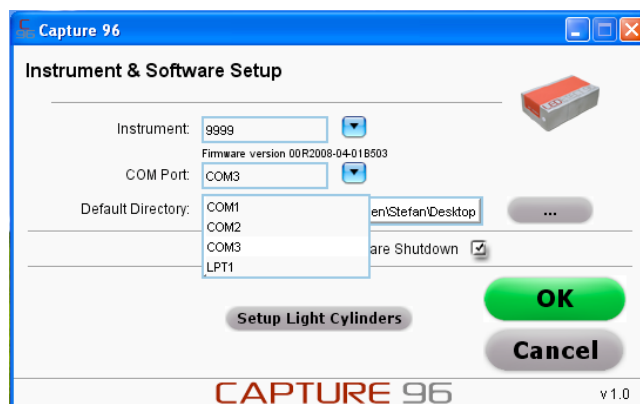 Capture 96
Instrument & Software Setup
Instrument: 9999
Firmware version 00R2008-04-01B503
COM Port: COM3
Default Directory: en\Stefan\Desktop ...
COM1
COM2
COM3
LPT1
are Shutdown
Setup Light Cylinders
OK
Cancel
CAPTURE 96
v 1.0